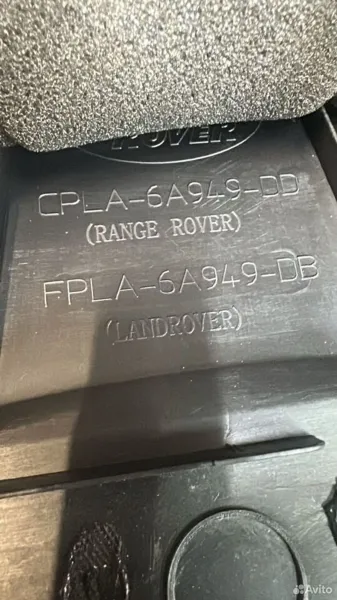 ROVER
CPLA-6A949-DD
(RANGE ROVER)
FPLA-6A949-DB
(LANDROVER)
Avito